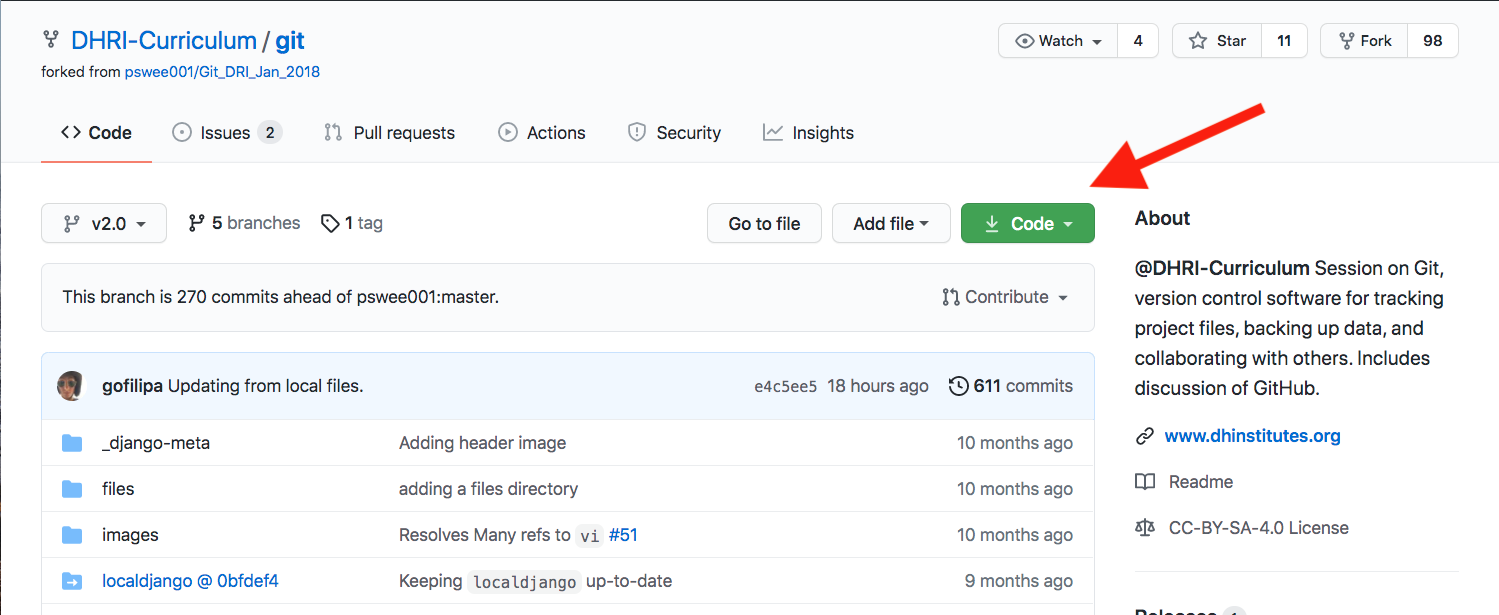 DHRI-Curriculum / git
Watch 4
Star 11
Fork 98
forked from pswee001/Git_DRI_Jan_2018
Code
Issues 2
Pull requests
Actions
Security
Insights
v2.0
5 branches
1 tag
Go to file
Add file
Code
This branch is 270 commits ahead of pswee001:master.
Contribute
gofilipa Updating from local files.
e4c5ee5 18 hours ago
611 commits
_django-meta Adding header image 10 months ago
files adding a files directory 10 months ago
images Resolves Many refs to vi #51 10 months ago
localdjango @ 0bfdef4 Keeping localdjango up-to-date 9 months ago
About
@DHRI-Curriculum Session on Git,
version control software for tracking
project files, backing up data, and
collaborating with others. Includes
discussion of GitHub.
www.dhinstitutes.org
Readme
CC-BY-SA-4.0 License
Releases 1